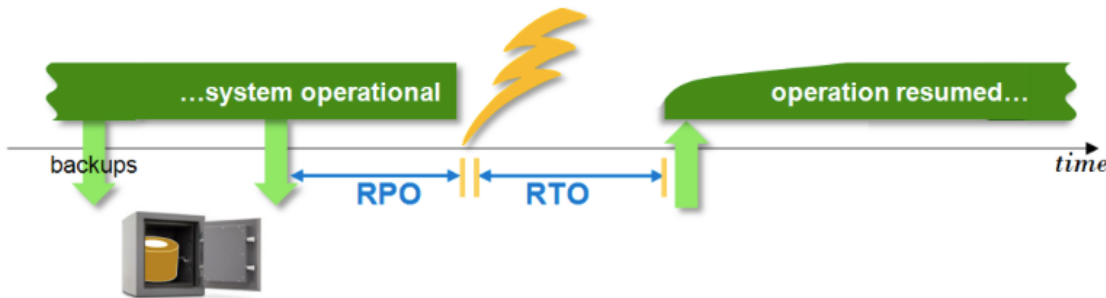 …system operational
operation resumed…
backups
time
RPO
RTO